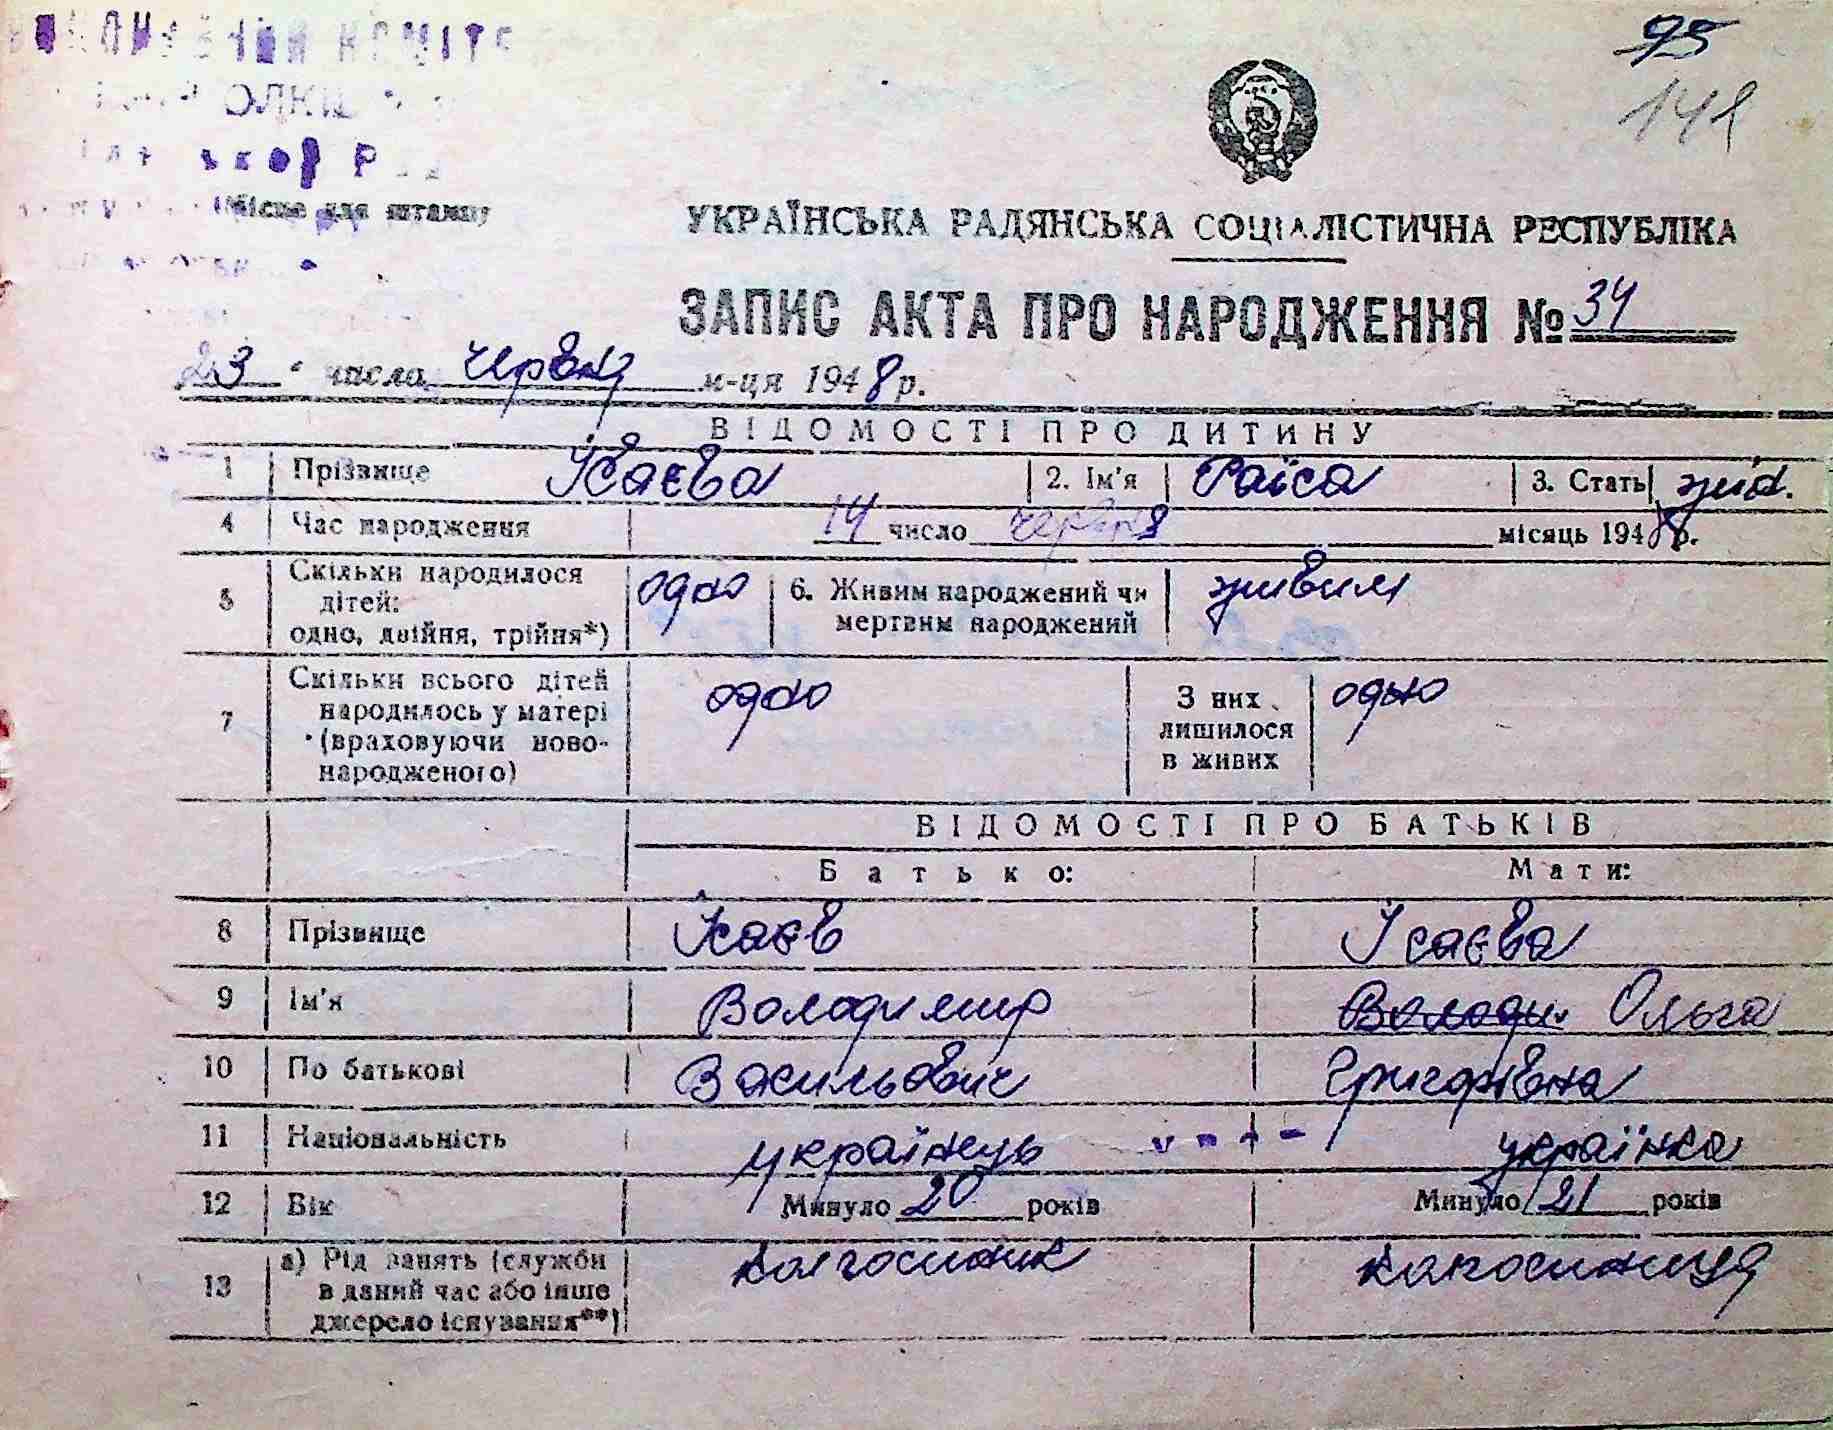 95
141
Місце для штампу
УКРАЇНСЬКА РАДЯНСЬКА СОЦІАЛІСТИЧНА РЕСПУБЛІКА
ЗАПИС АКТА ПРО НАРОДЖЕННЯ № 34
23 числа червня м-ця 1948 р.
ВІДОМОСТІ ПРО ДИТИНУ
1 Прізвище Ісаєва 2. Ім'я Раїса 3. Стать жін.
4 Час народження 14 число червня місяць 1948 р.
5 Скільки народилося дітей: одно, двійня, трійня*) одно 6. Живим народжений чи мертвим народжений живим
7 Скільки всього дітей народилось у матері (враховуючи новонародженого) одно З них лишилося в живих одно
ВІДОМОСТІ ПРО БАТЬКІВ
Батько: Мати:
8 Прізвище Ісаєв Ісаєва
9 Ім'я Володимир Володи Ольга
10 По батькові Васильович Григорівна
11 Національність українець українка
12 Вік Минуло 20 років Минуло 21 років
13 а) Рід занять (служби в даний час або інше джерело існування**) колгоспник колгоспниця